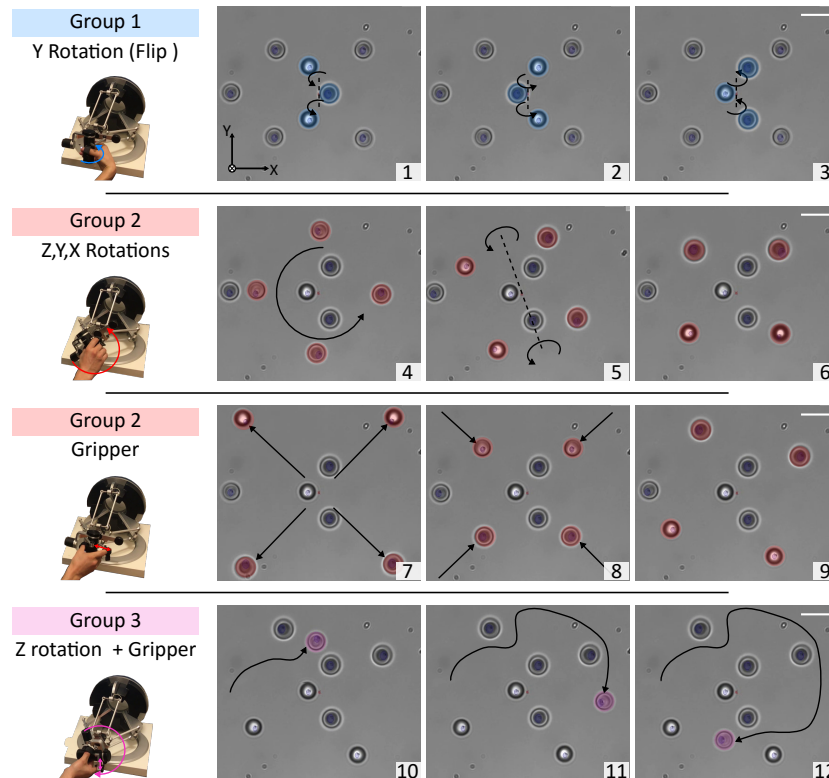 Group 1
Y Rotation (Flip )
Y
X
1
2
3
Group 2
Z,Y,X Rotations
4
5
6
Group 2
Gripper
7
8
9
Group 3
Z rotation + Gripper
10
11
12